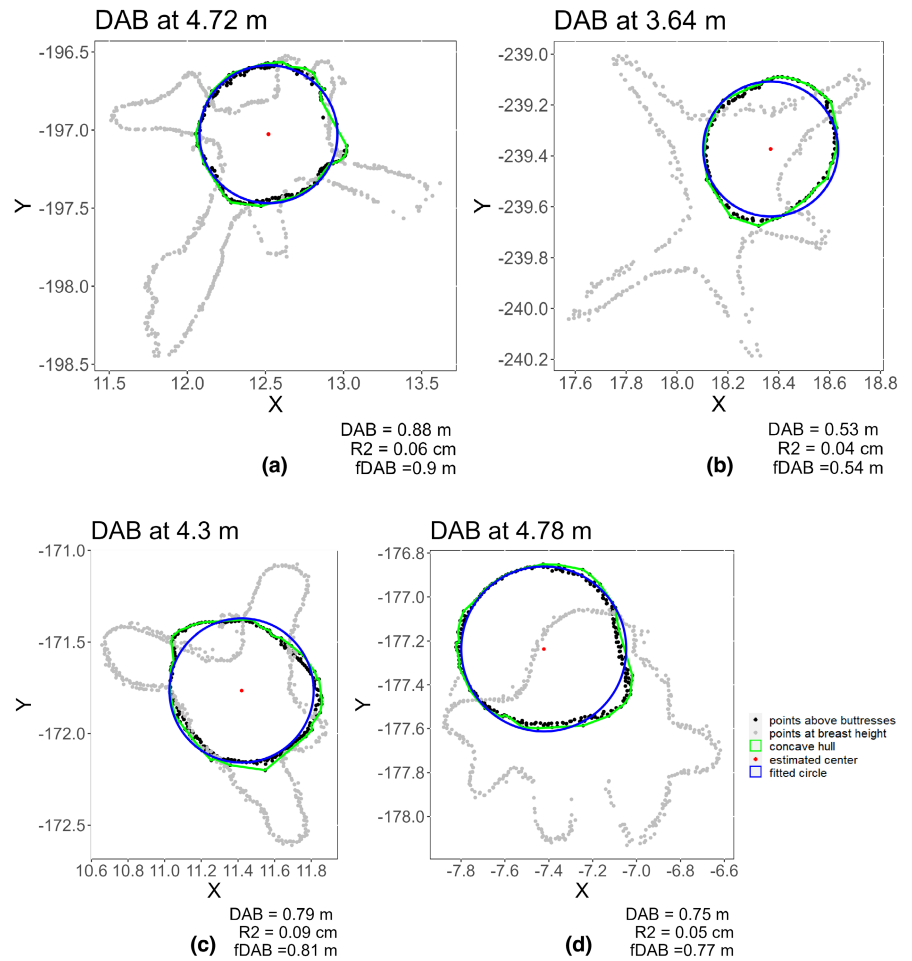 DAB at 4.72 m
Y
-196.5
-197.0
-197.5
-198.0
-198.5
11.5 12.0 12.5 13.0 13.5
X
DAB = 0.88 m
R2 = 0.06 cm
(a) fDAB =0.9 m
DAB at 3.64 m
Y
-239.0
-239.2
-239.4
-239.6
-239.8
-240.0
-240.2
17.6 17.8 18.0 18.2 18.4 18.6 18.8
X
DAB = 0.53 m
R2 = 0.04 cm
(b) fDAB =0.54 m
DAB at 4.3 m
Y
-171.0
-171.5
-172.0
-172.5
10.6 10.8 11.0 11.2 11.4 11.6 11.8
X
DAB = 0.79 m
R2 = 0.09 cm
(c) fDAB =0.81 m
DAB at 4.78 m
Y
-176.8
-177.0
-177.2
-177.4
-177.6
-177.8
-178.0
-7.8 -7.6 -7.4 -7.2 -7.0 -6.8 -6.6
X
DAB = 0.75 m
R2 = 0.05 cm
(d) fDAB =0.77 m
points above buttresses
points at breast height
concave hull
estimated center
fitted circle